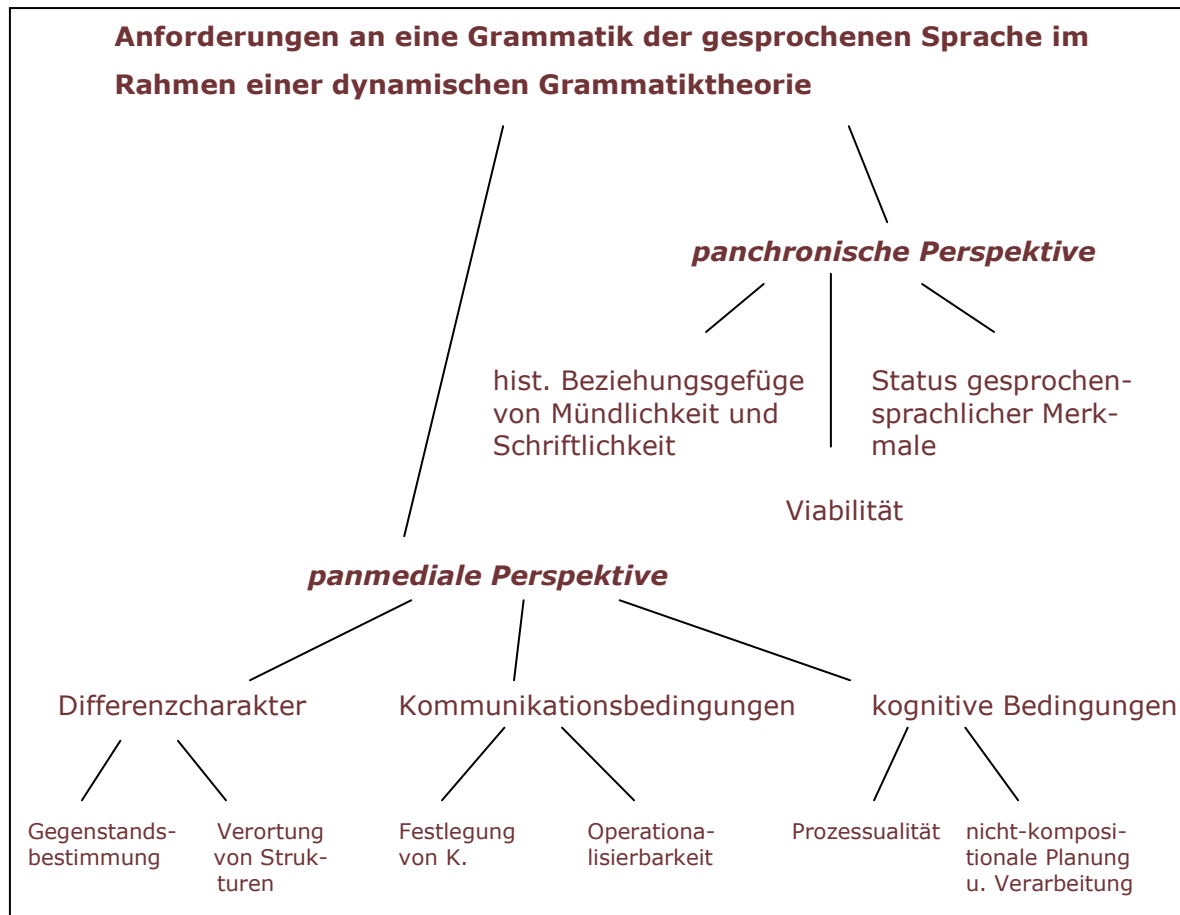 Anforderungen an eine Grammatik der gesprochenen Sprache im
Rahmen einer dynamischen Grammatiktheorie
panchronische Perspektive
hist. Beziehungsgefüge
von Mündlichkeit und
Schriftlichkeit
Status gesprochen-
sprachlicher Merk-
male
Viabilität
panmediale Perspektive
Differenzcharakter
Kommunikationsbedingungen
kognitive Bedingungen
Gegenstands-
bestimmung
Verortung
von Struk-
turen
Festlegung
von K.
Operationa-
lisierbarkeit
Prozessualität
nicht-komposi-
tionale Planung
u. Verarbeitung